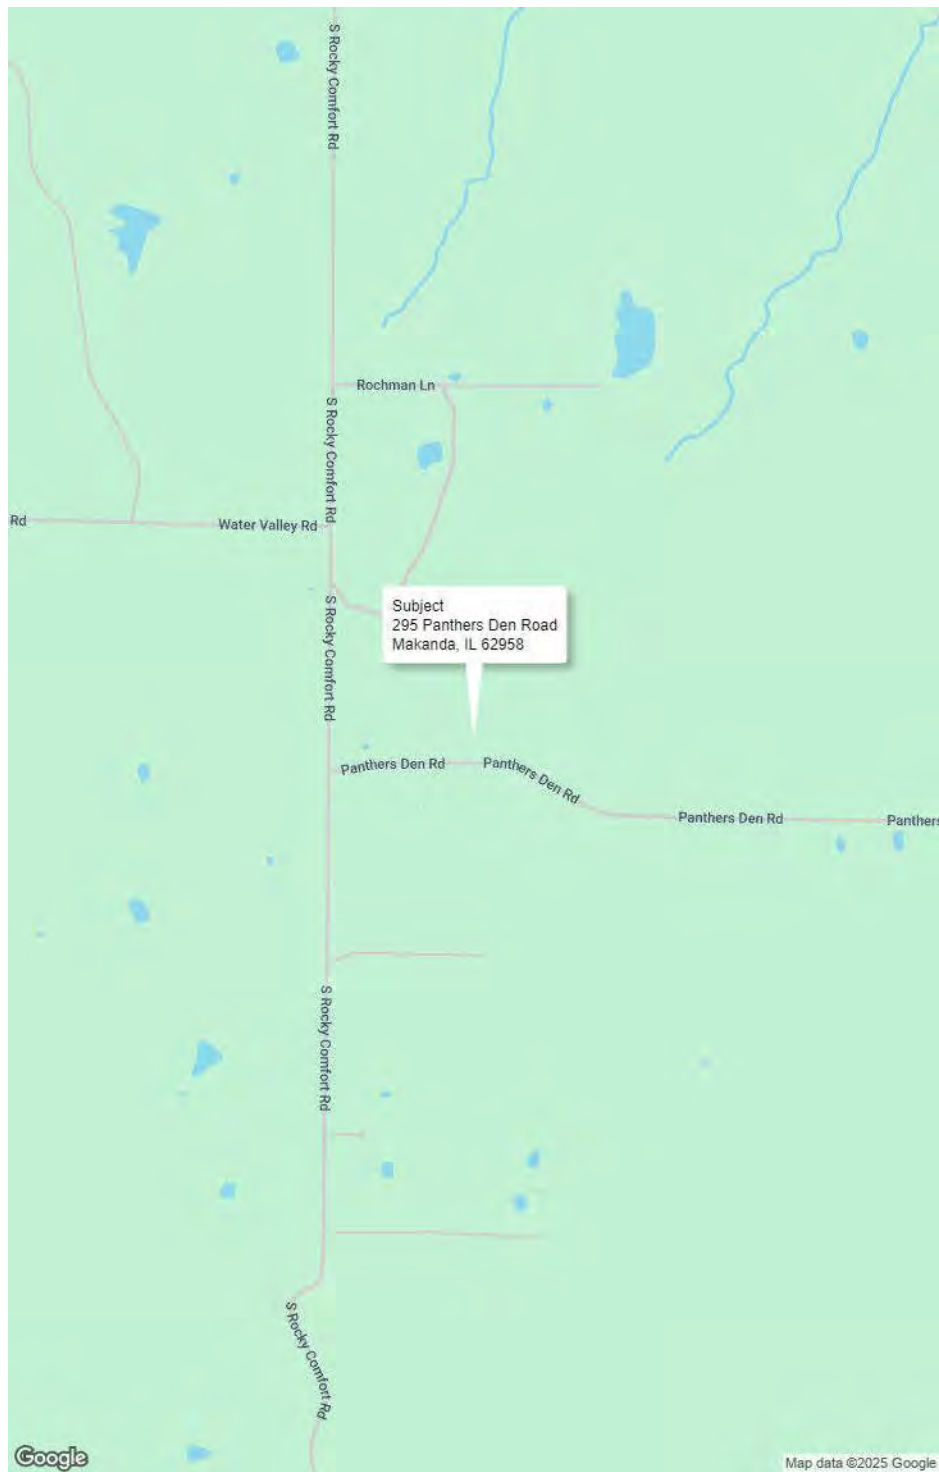 S Rocky Comfort Rd
Rochman Ln
S Rocky Comfort Rd
Rd
Water Valley Rd
Subject
295 Panthers Den Road
Makanda, IL 62958
S Rocky Comfort Rd
Panthers Den Rd
Panthers Den Rd
Panthers Den Rd
Panthers
S Rocky Comfort Rd
S Rocky Comfort Rd
Google
Map data ©2025 Google